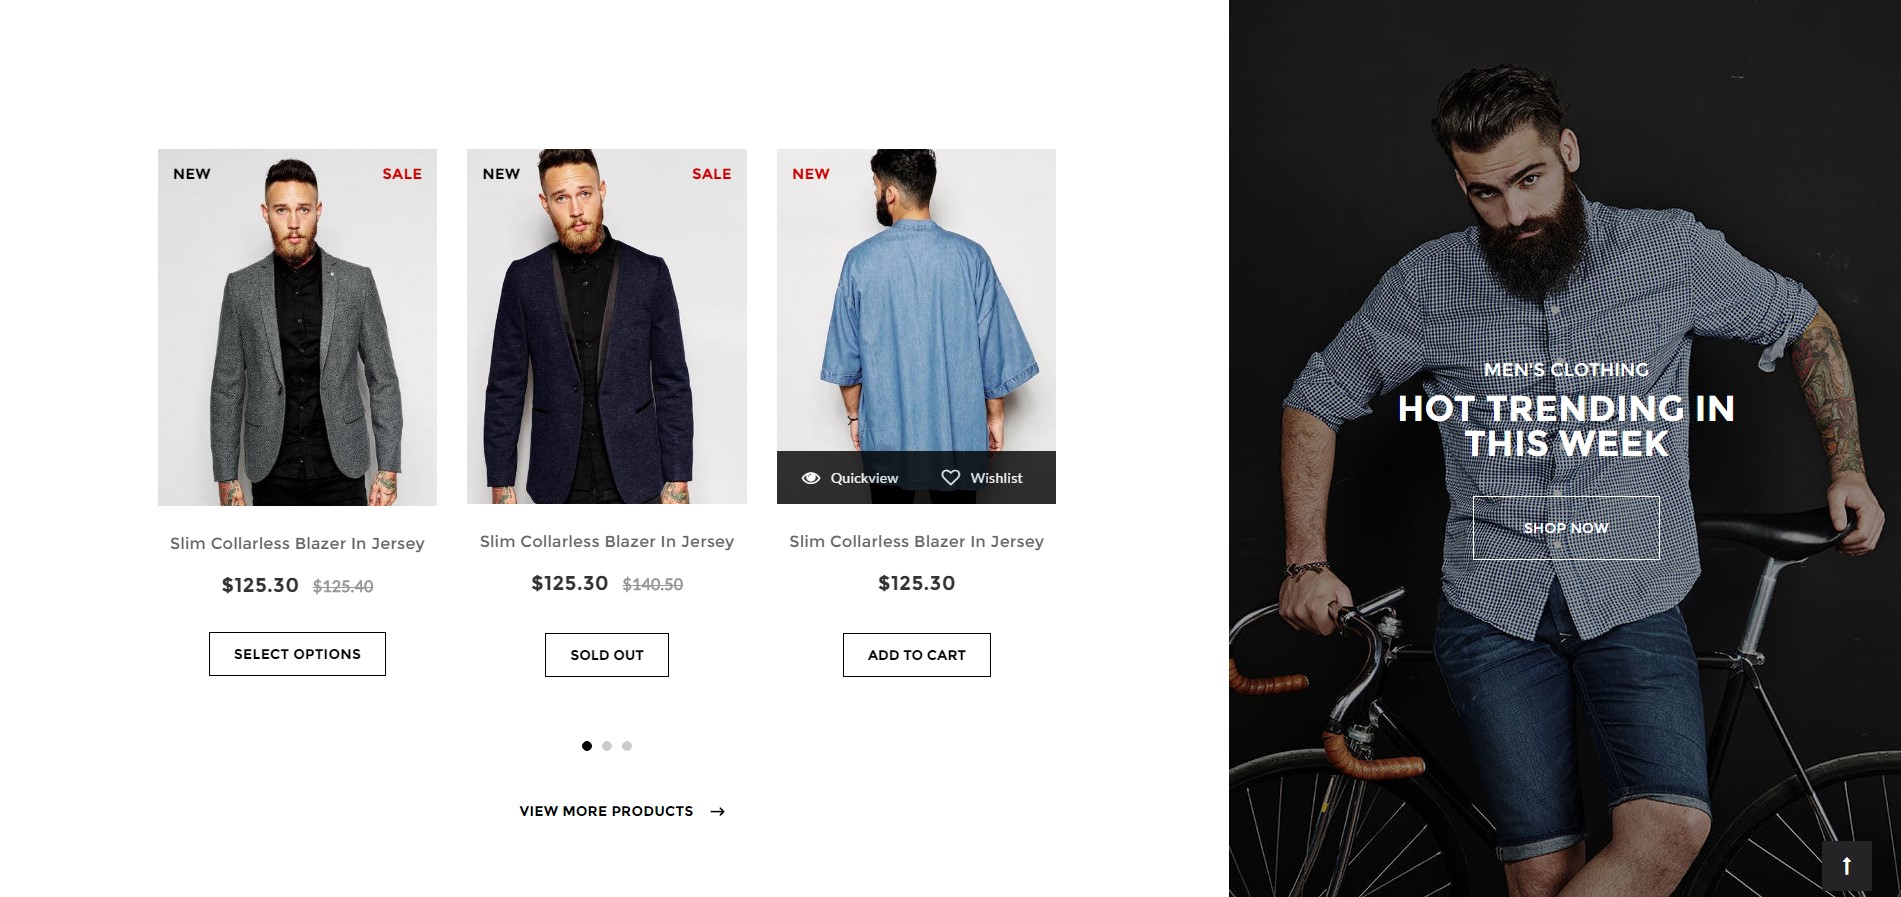 NEW
SALE
Slim Collarless Blazer In Jersey
$125.30 $125.40
SELECT OPTIONS
NEW
SALE
Slim Collarless Blazer In Jersey
$125.30 $140.50
SOLD OUT
NEW
Quickview
Wishlist
Slim Collarless Blazer In Jersey
$125.30
ADD TO CART
VIEW MORE PRODUCTS →
MEN'S CLOTHING
HOT TRENDING IN
THIS WEEK
SHOP NOW